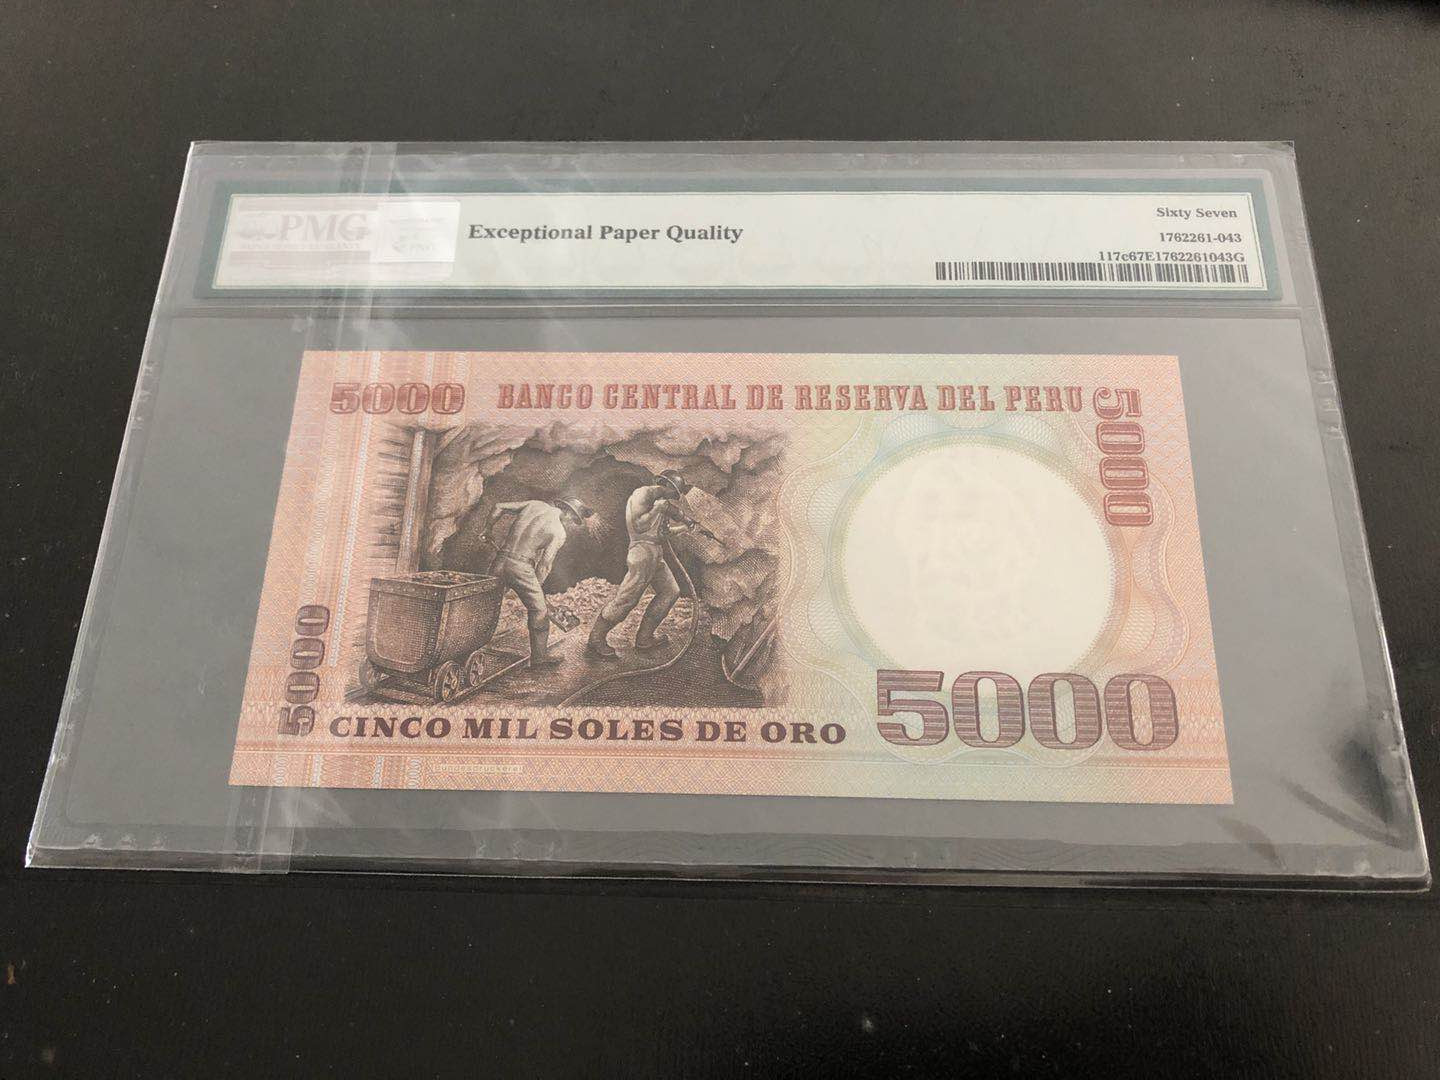 PMG
Exceptional Paper Quality
Sixty Seven
1762261-043
117c67E1762261043G
5000
BANCO CENTRAL DE RESERVA DEL PERU
5000
5000
CINCO MIL SOLES DE ORO
5000